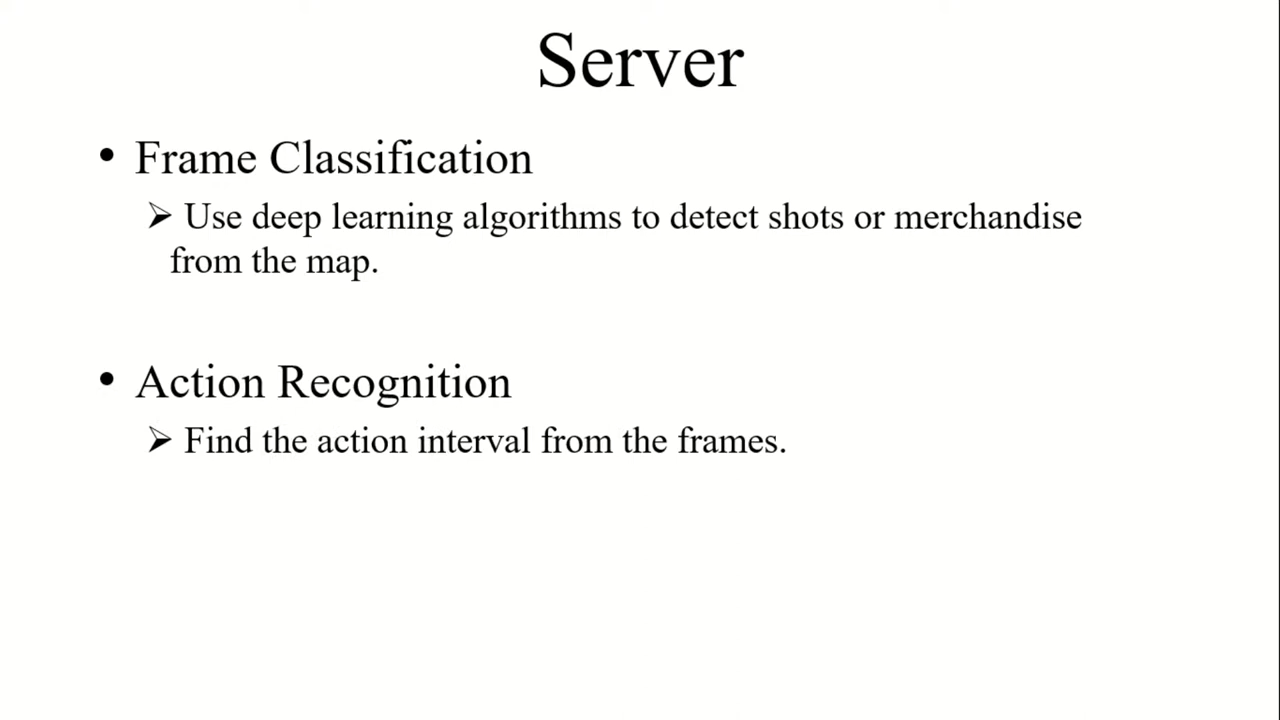 Server
• Frame Classification
➢ Use deep learning algorithms to detect shots or merchandise
from the map.
• Action Recognition
➢ Find the action interval from the frames.